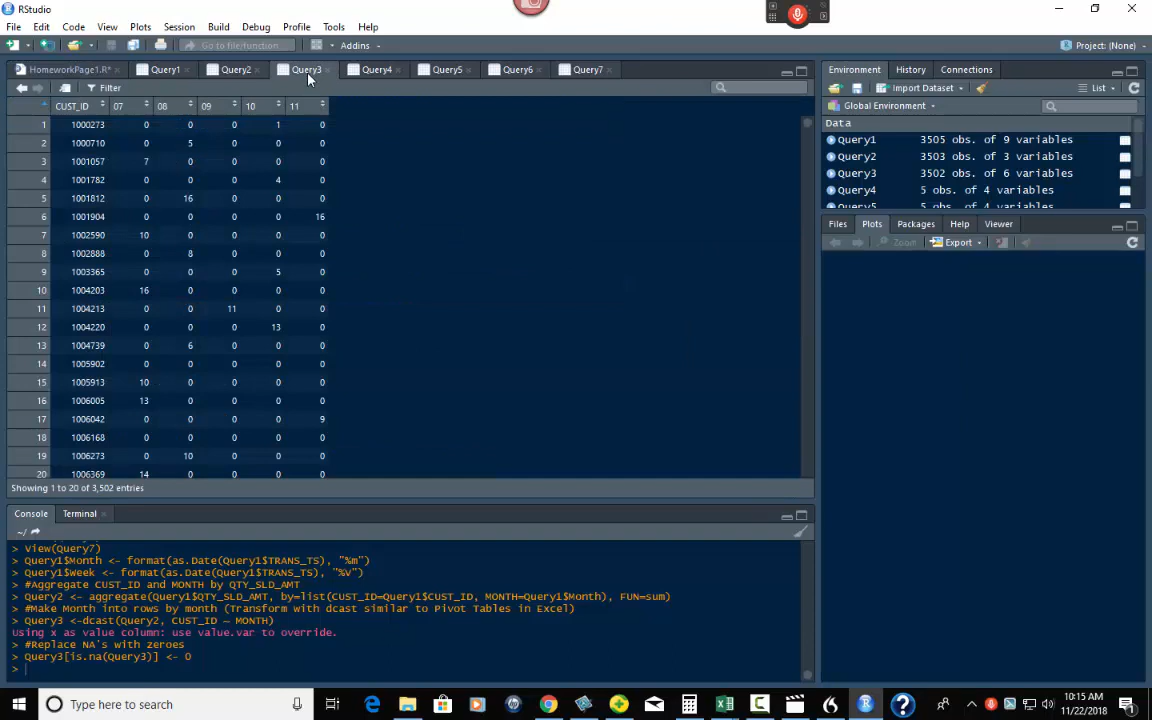 RStudio
File Edit Code View Plots Session Build Debug Profile Tools Help
Go to file/function Addins Project: (None)
HomeworkPage1.R* Query1 Query2 Query3 Query4 Query5 Query6 Query7
Filter
CUST_ID 07 08 09 10 11
1 1000273 0 0 0 1 0
2 1000710 0 5 0 0 0
3 1001057 7 0 0 0 0
4 1001782 0 0 0 4 0
5 1001812 0 16 0 0 0
6 1001904 0 0 0 0 16
7 1002590 10 0 0 0 0
8 1002888 0 8 0 0 0
9 1003365 0 0 0 5 0
10 1004203 16 0 0 0 0
11 1004213 0 0 11 0 0
12 1004220 0 0 0 13 0
13 1004739 0 6 0 0 0
14 1005902 0 0 0 0 0
15 1005913 10 0 0 0 0
16 1006005 13 0 0 0 0
17 1006042 0 0 0 0 9
18 1006168 0 0 0 0 0
19 1006273 0 10 0 0 0
20 1006369 14 0 0 0 0
Showing 1 to 20 of 3,502 entries
Environment History Connections
Import Dataset List
Global Environment
Data
Query1 3505 obs. of 9 variables
Query2 3503 obs. of 3 variables
Query3 3502 obs. of 6 variables
Query4 5 obs. of 4 variables
Query5 5 obs. of 4 variables
Files Plots Packages Help Viewer
Zoom Export
Console Terminal
~/
> View(Query7)
> Query1$Month <- format(as.Date(Query1$TRANS_TS), "%m")
> Query1$Week <- format(as.Date(Query1$TRANS_TS), "%V")
> #Aggregate CUST_ID and MONTH by QTY_SLD_AMT
> Query2 <- aggregate(Query1$QTY_SLD_AMT, by=list(CUST_ID=Query1$CUST_ID, MONTH=Query1$Month), FUN=sum)
> #Make Month into rows by month (Transform with dcast similar to Pivot Tables in Excel)
> Query3 <-dcast(Query2, CUST_ID ~ MONTH)
Using x as value column: use value.var to override.
> #Replace NA's with zeroes
> Query3[is.na(Query3)] <- 0
>
Type here to search
10:15 AM
11/22/2018